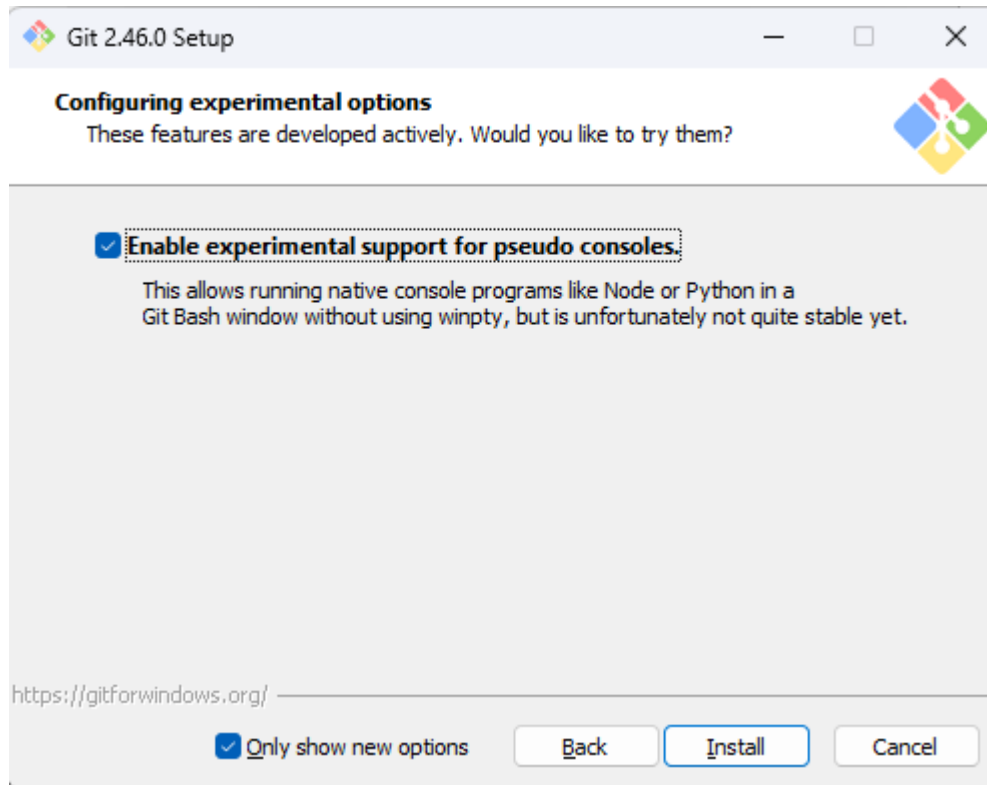 Git 2.46.0 Setup
Configuring experimental options
These features are developed actively. Would you like to try them?
Enable experimental support for pseudo consoles.
This allows running native console programs like Node or Python in a
Git Bash window without using winpty, but is unfortunately not quite stable yet.
https://gitforwindows.org/
Only show new options Back Install Cancel